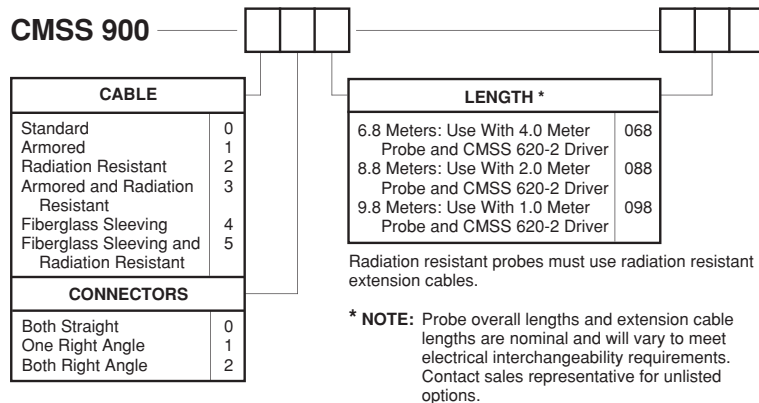 CMSS 900
CABLE
Standard 0
Armored 1
Radiation Resistant 2
Armored and Radiation 3
Resistant
Fiberglass Sleeving 4
Fiberglass Sleeving and 5
Radiation Resistant
CONNECTORS
Both Straight 0
One Right Angle 1
Both Right Angle 2
LENGTH *
6.8 Meters: Use With 4.0 Meter 068
Probe and CMSS 620-2 Driver
8.8 Meters: Use With 2.0 Meter 088
Probe and CMSS 620-2 Driver
9.8 Meters: Use With 1.0 Meter 098
Probe and CMSS 620-2 Driver
Radiation resistant probes must use radiation resistant
extension cables.
* NOTE: Probe overall lengths and extension cable
lengths are nominal and will vary to meet
electrical interchangeability requirements.
Contact sales representative for unlisted
options.